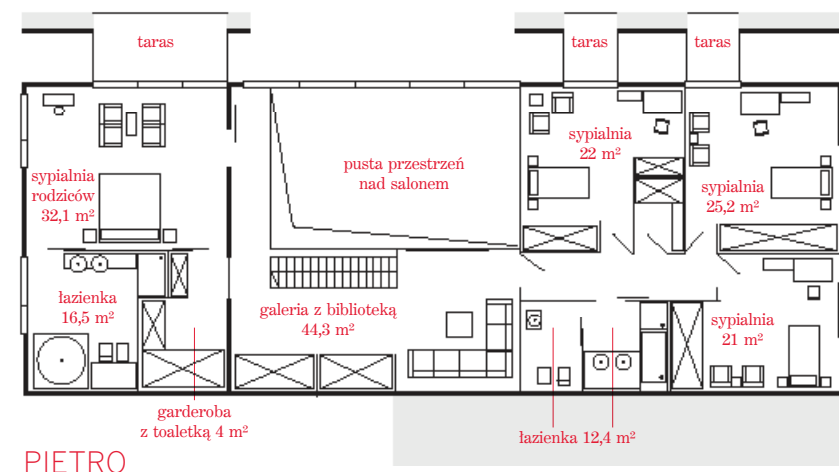 taras
taras
taras
sypialnia
rodziców
32,1 m²
pusta przestrzeń
nad salonem
sypialnia
22 m²
sypialnia
25,2 m²
łazienka
16,5 m²
galeria z biblioteką
44,3 m²
sypialnia
21 m²
garderoba
z toaletką 4 m²
łazienka 12,4 m²
PIĘTRO